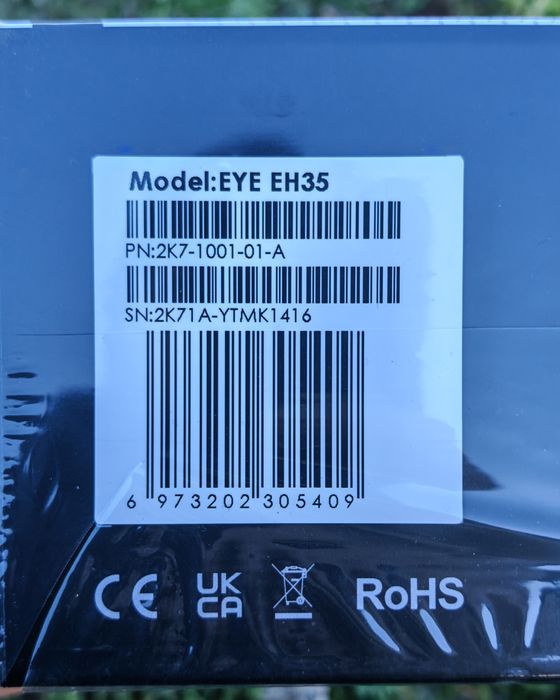 Model:EYE EH35
PN:2K7-1001-01-A
SN:2K71A-YTMK1416
6 973202 305409
CE UK CA RoHS